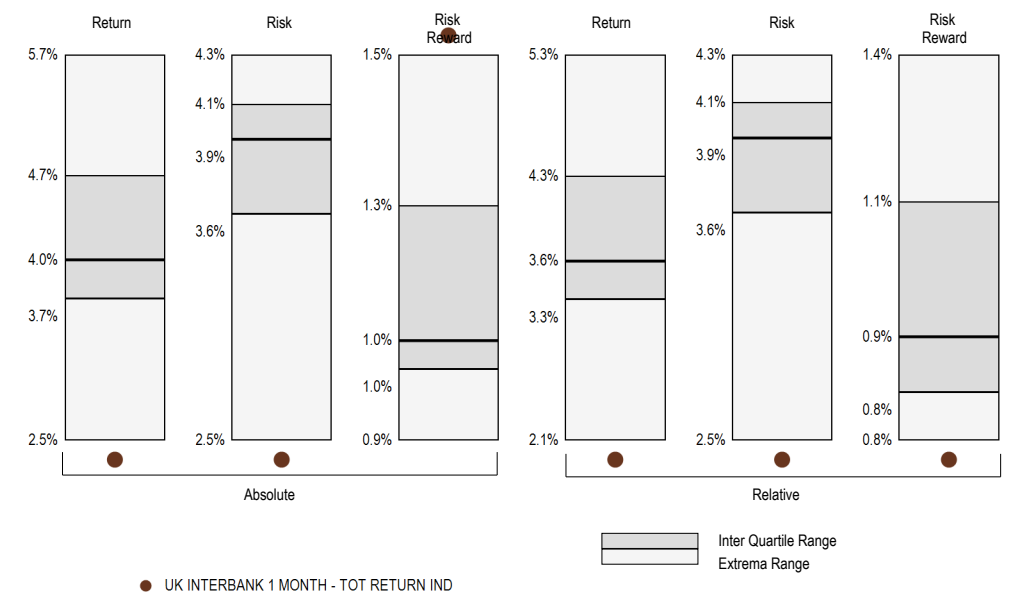 Return
Risk
Risk
Reward
Return
Risk
Risk
Reward
5.7%
4.7%
4.0%
3.7%
2.5%
4.3%
4.1%
3.9%
3.6%
2.5%
1.5%
1.3%
1.0%
1.0%
0.9%
5.3%
4.3%
3.6%
3.3%
2.1%
4.3%
4.1%
3.9%
3.6%
2.5%
1.4%
1.1%
0.9%
0.8%
0.8%
Absolute
Relative
Inter Quartile Range
Extrema Range
UK INTERBANK 1 MONTH - TOT RETURN IND